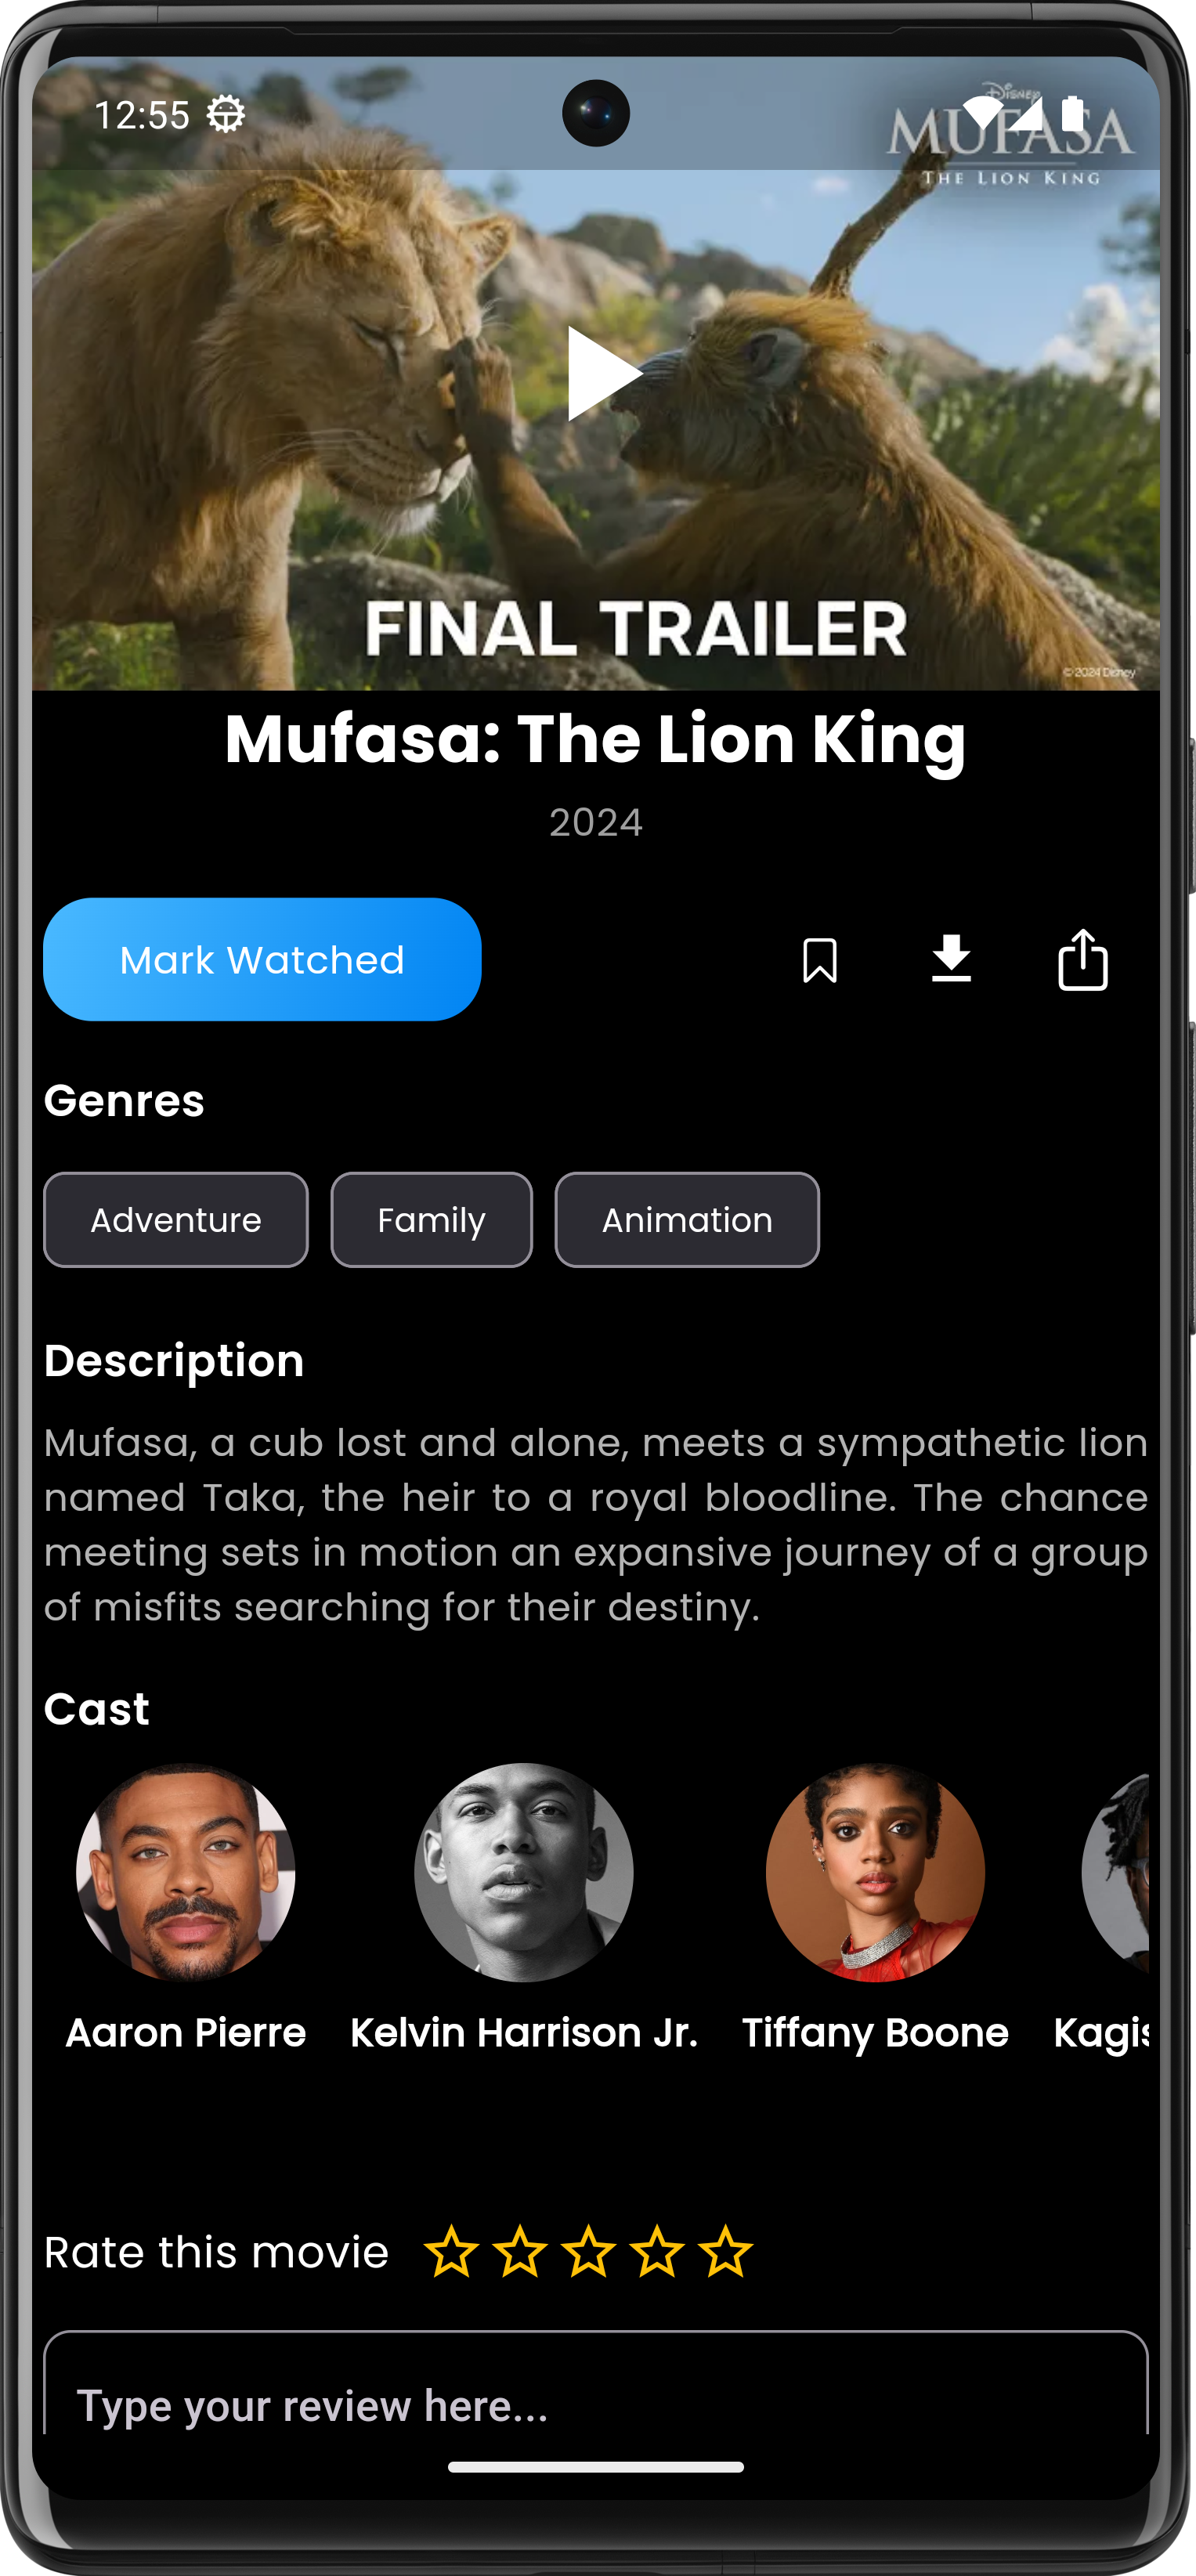 12:55
Disney
MUFASA
THE LION KING
FINAL TRAILER
©2024 Disney
Mufasa: The Lion King
2024
Mark Watched
Genres
Adventure Family Animation
Description
Mufasa, a cub lost and alone, meets a sympathetic lion
named Taka, the heir to a royal bloodline. The chance
meeting sets in motion an expansive journey of a group
of misfits searching for their destiny.
Cast
Aaron Pierre Kelvin Harrison Jr. Tiffany Boone Kagis
Rate this movie
Type your review here...